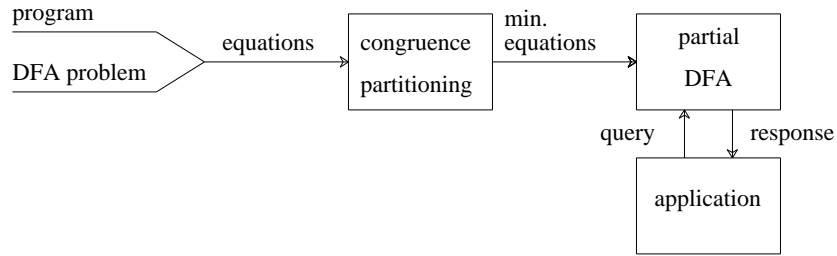 program
DFA problem
equations
congruence
partitioning
min.
equations
partial
DFA
query
response
application